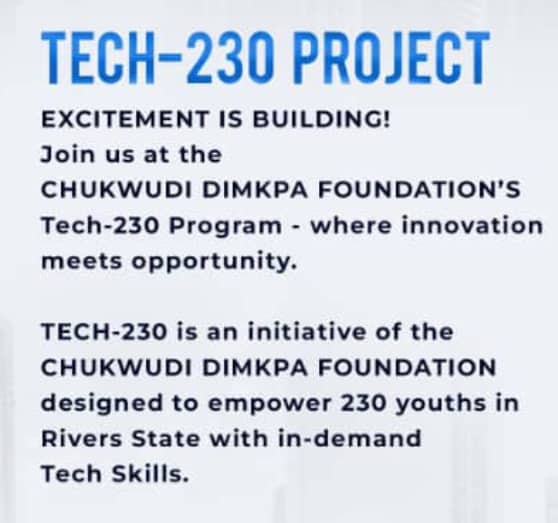 TECH-230 PROJECT
EXCITEMENT IS BUILDING!
Join us at the
CHUKWUDI DIMKPA FOUNDATION'S
Tech-230 Program - where innovation
meets opportunity.
TECH-230 is an initiative of the
CHUKWUDI DIMKPA FOUNDATION
designed to empower 230 youths in
Rivers State with in-demand
Tech Skills.